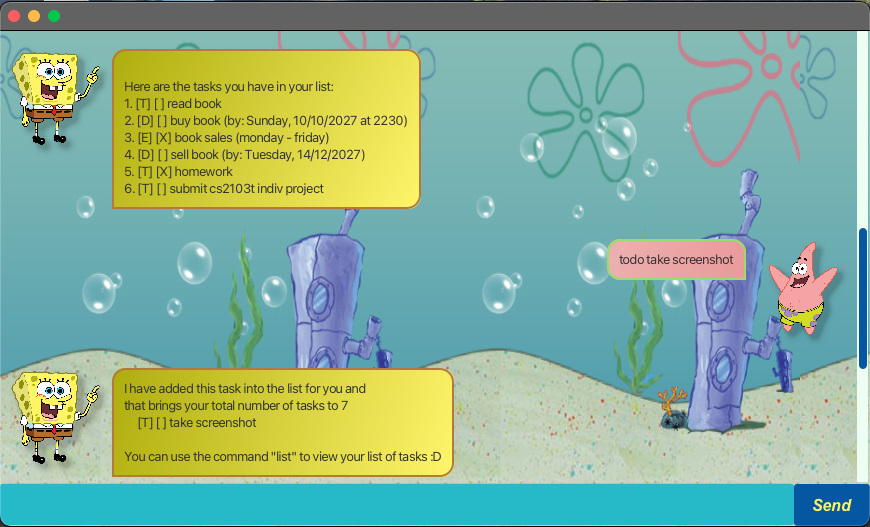 Here are the tasks you have in your list:
1. [T] [ ] read book
2. [D] [ ] buy book (by: Sunday, 10/10/2027 at 2230)
3. [E] [X] book sales (monday - friday)
4. [D] [ ] sell book (by: Tuesday, 14/12/2027)
5. [T] [X] homework
6. [T] [ ] submit cs2103t indiv project
todo take screenshot
I have added this task into the list for you and
that brings your total number of tasks to 7
[T] [ ] take screenshot
You can use the command "list" to view your list of tasks :D
Send